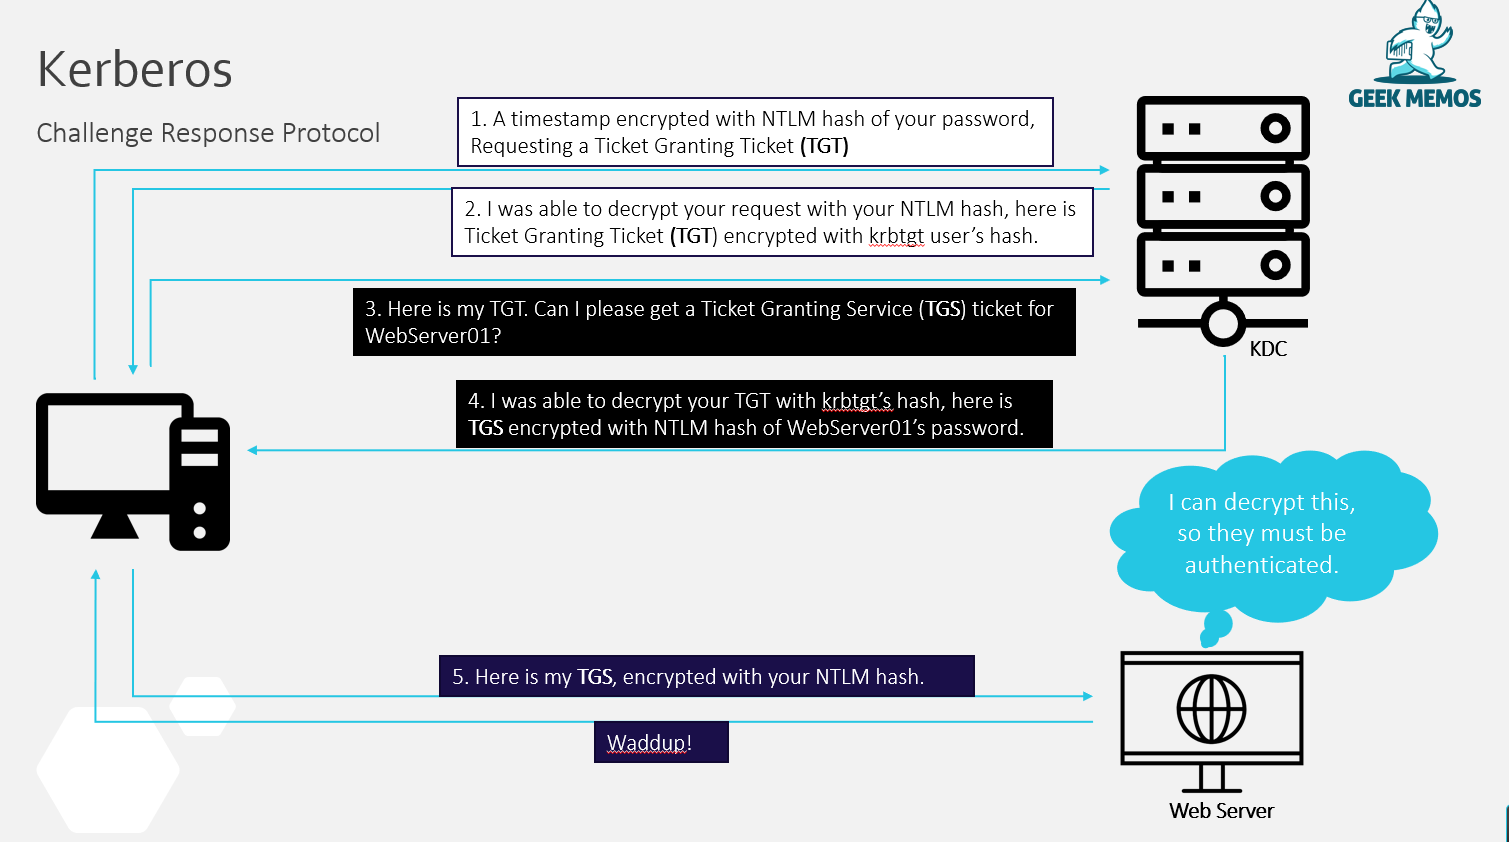 Kerberos
Challenge Response Protocol
GEEK MEMOS
1. A timestamp encrypted with NTLM hash of your password,
Requesting a Ticket Granting Ticket (TGT)
2. I was able to decrypt your request with your NTLM hash, here is
Ticket Granting Ticket (TGT) encrypted with krbtgt user's hash.
3. Here is my TGT. Can I please get a Ticket Granting Service (TGS) ticket for
WebServer01?
KDC
4. I was able to decrypt your TGT with krbtgt's hash, here is
TGS encrypted with NTLM hash of WebServer01's password.
I can decrypt this,
so they must be
authenticated.
5. Here is my TGS, encrypted with your NTLM hash.
Waddup!
Web Server